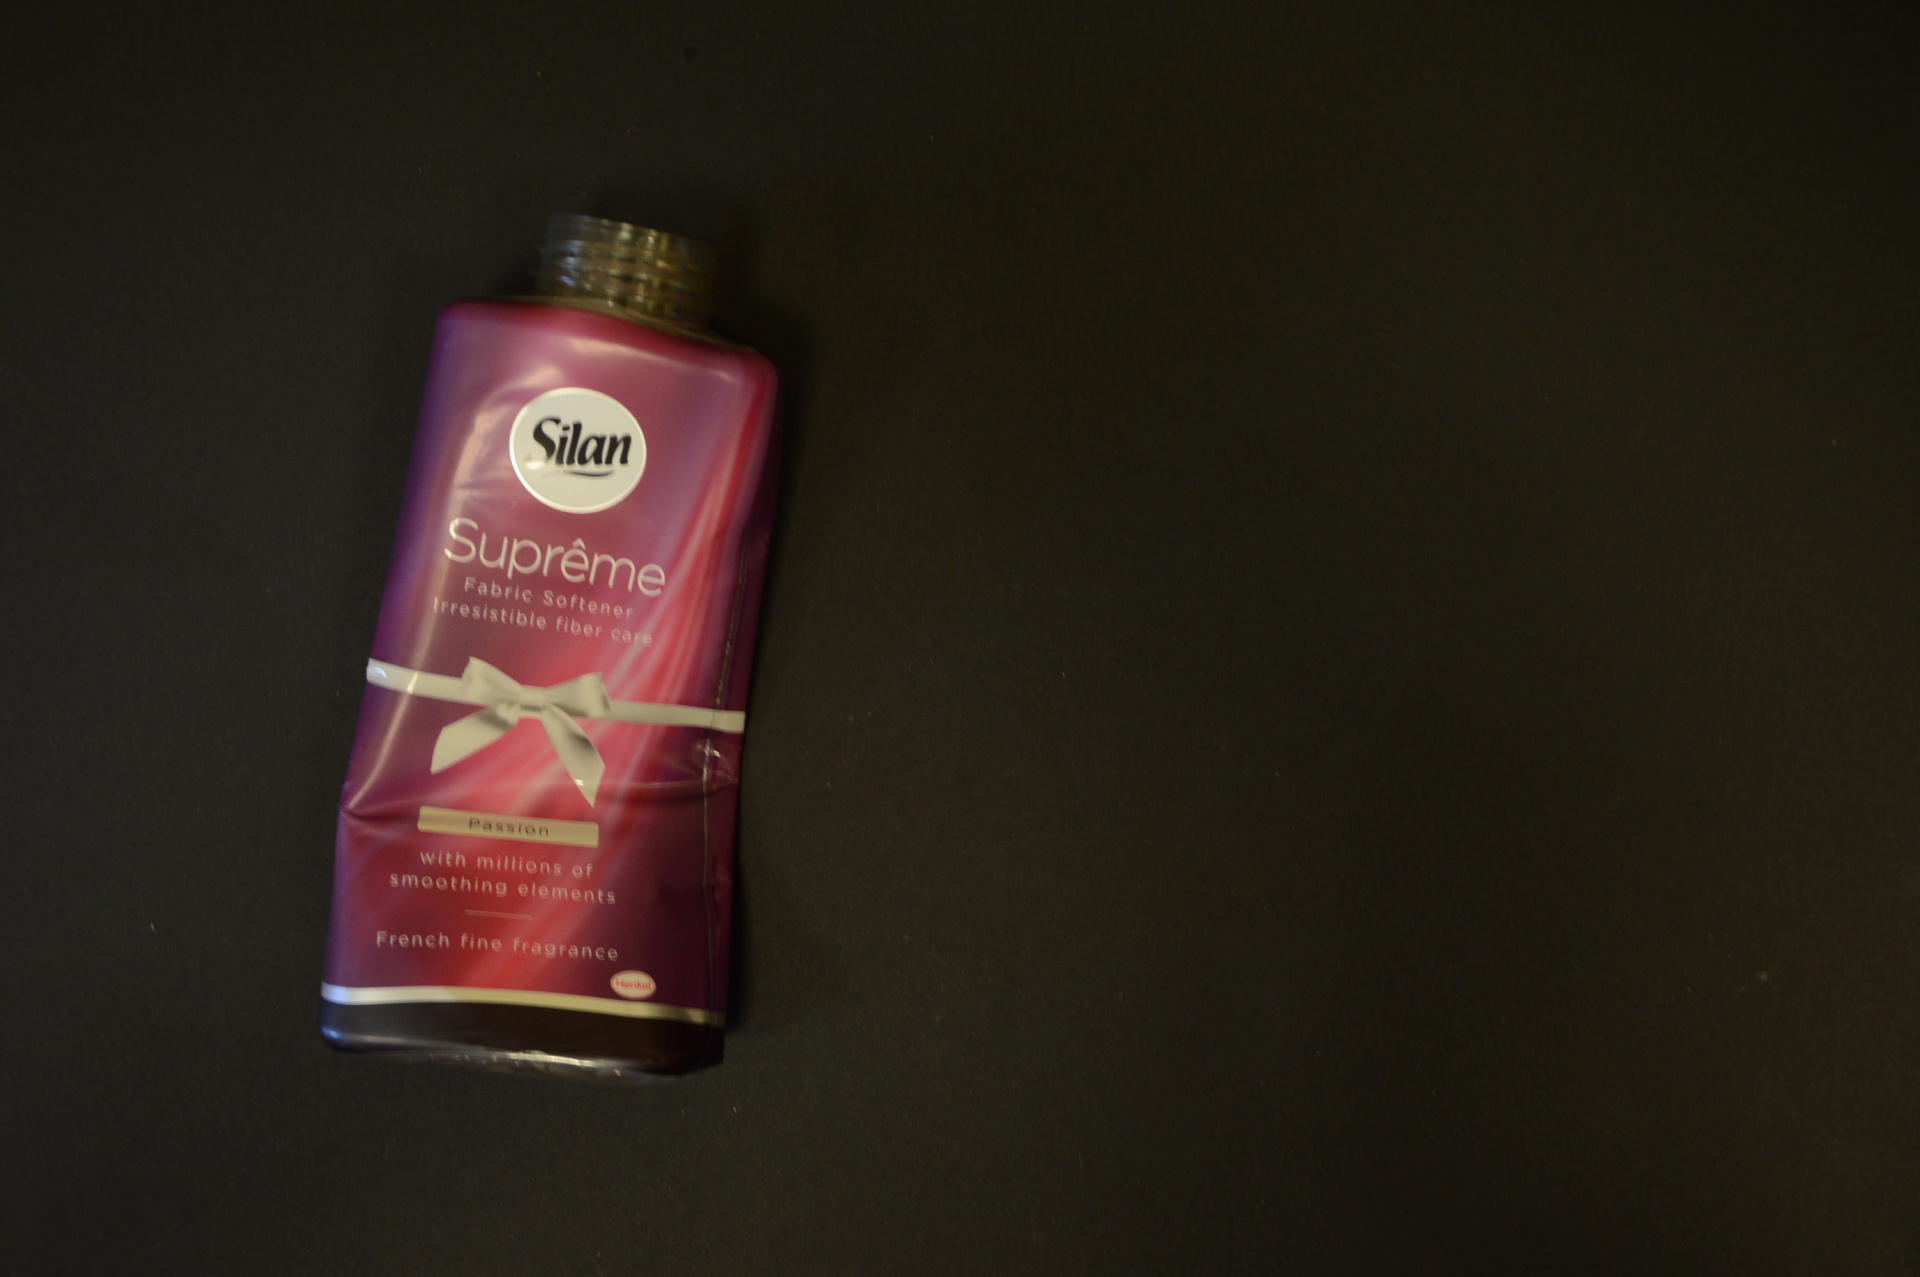 Silan
Suprême
Fabric Softener
Irresistible fiber care
Passion
with millions of
smoothing elements
French fine fragrance
Henkel